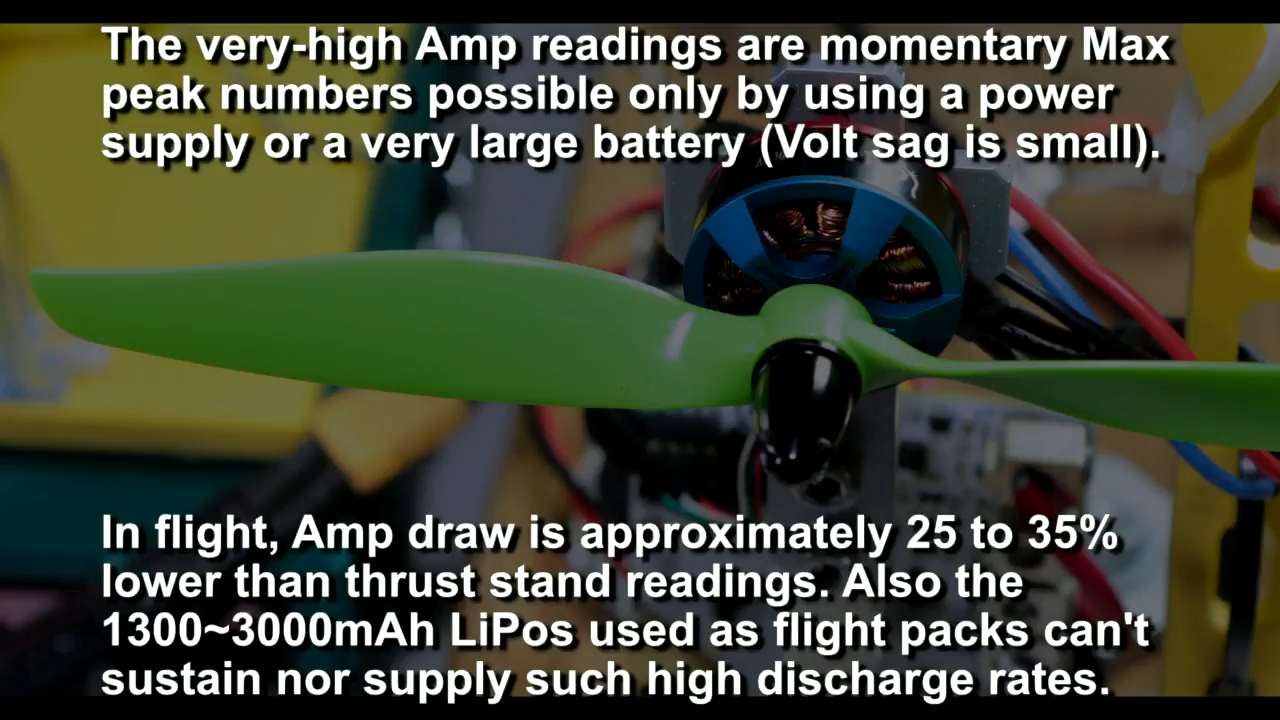 The very-high Amp readings are momentary Max
peak numbers possible only by using a power
supply or a very large battery (Volt sag is small).
In flight, Amp draw is approximately 25 to 35%
lower than thrust stand readings. Also the
1300~3000mAh LiPos used as flight packs can't
sustain nor supply such high discharge rates.